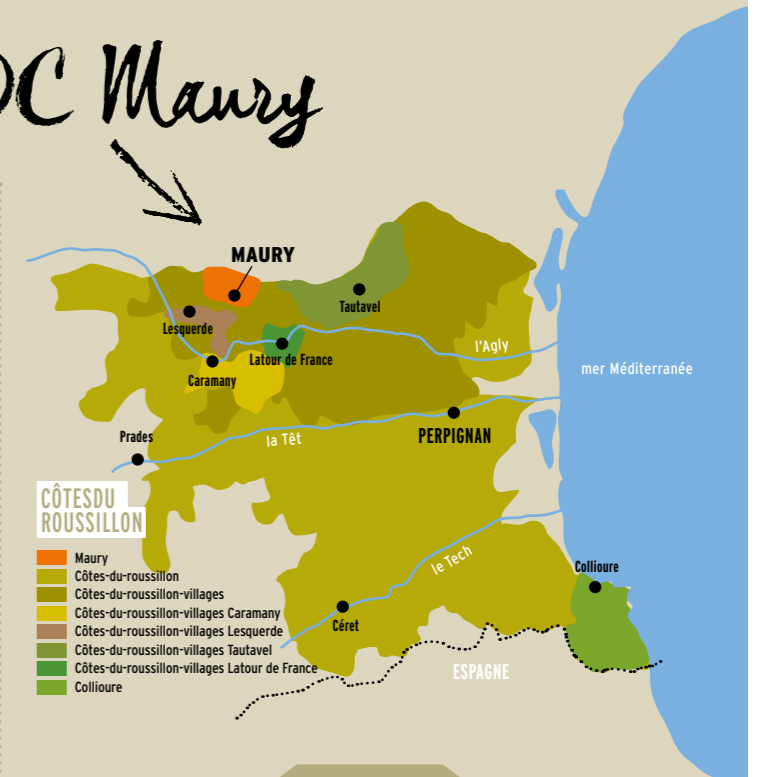 OC Maury
MAURY
Tautavel
Lesquerde
Latour de France
l'Agly
Caramany
mer Méditerranée
Prades
la Têt
PERPIGNAN
CÔTESDU
ROUSSILLON
Maury
Côtes-du-roussillon
Côtes-du-roussillon-villages
Côtes-du-roussillon-villages Caramany
Côtes-du-roussillon-villages Lesquerde
Côtes-du-roussillon-villages Tautavel
Côtes-du-roussillon-villages Latour de France
Collioure
le Tech
Collioure
Céret
ESPAGNE